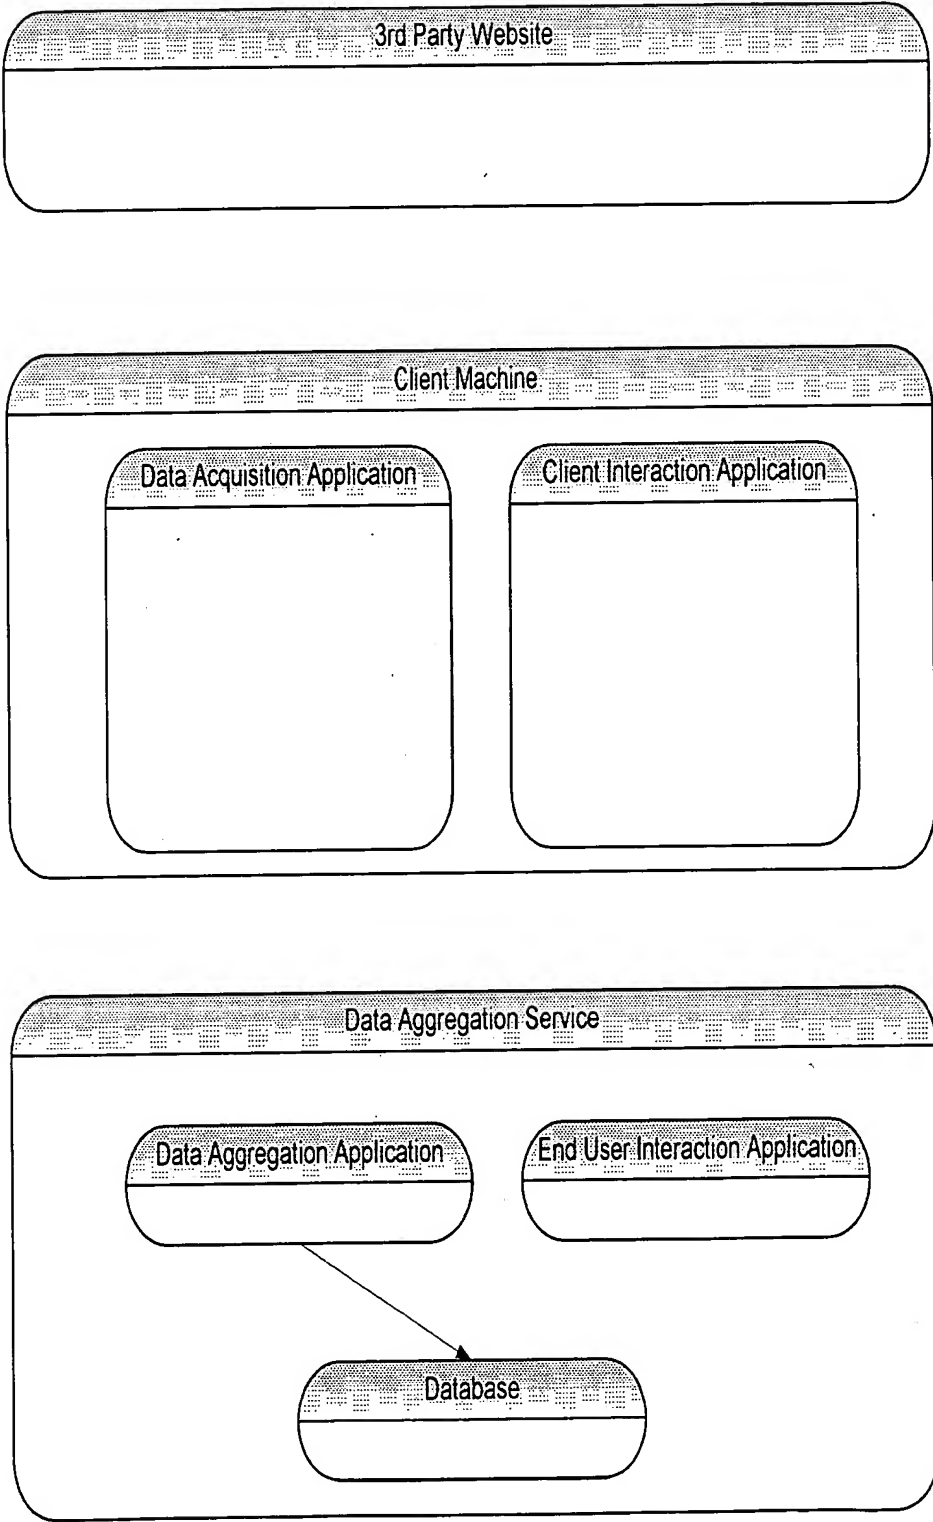 3rd Party Website
Client Machine
Data Acquisition Application
Client Interaction Application
Data Aggregation Service
Data Aggregation Application
End User Interaction Application
Database